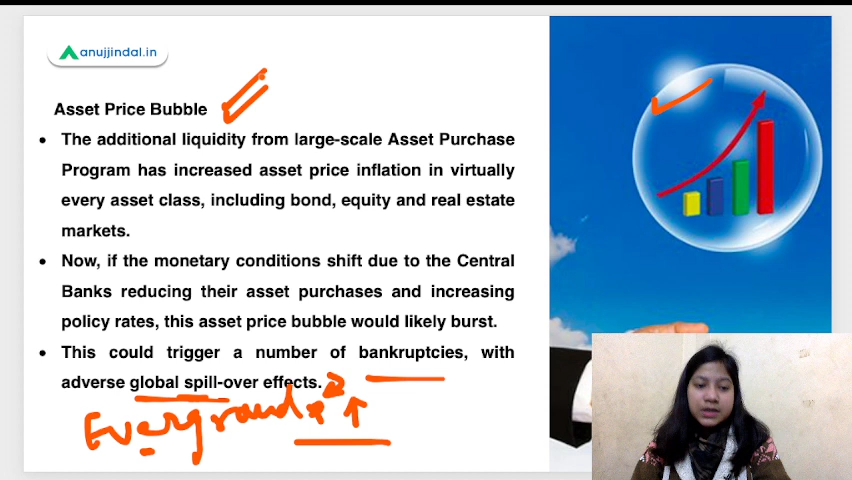 anujjindal.in
Asset Price Bubble
• The additional liquidity from large-scale Asset Purchase
Program has increased asset price inflation in virtually
every asset class, including bond, equity and real estate
markets.
• Now, if the monetary conditions shift due to the Central
Banks reducing their asset purchases and increasing
policy rates, this asset price bubble would likely burst.
• This could trigger a number of bankruptcies, with
adverse global spill-over effects.
Evergrand